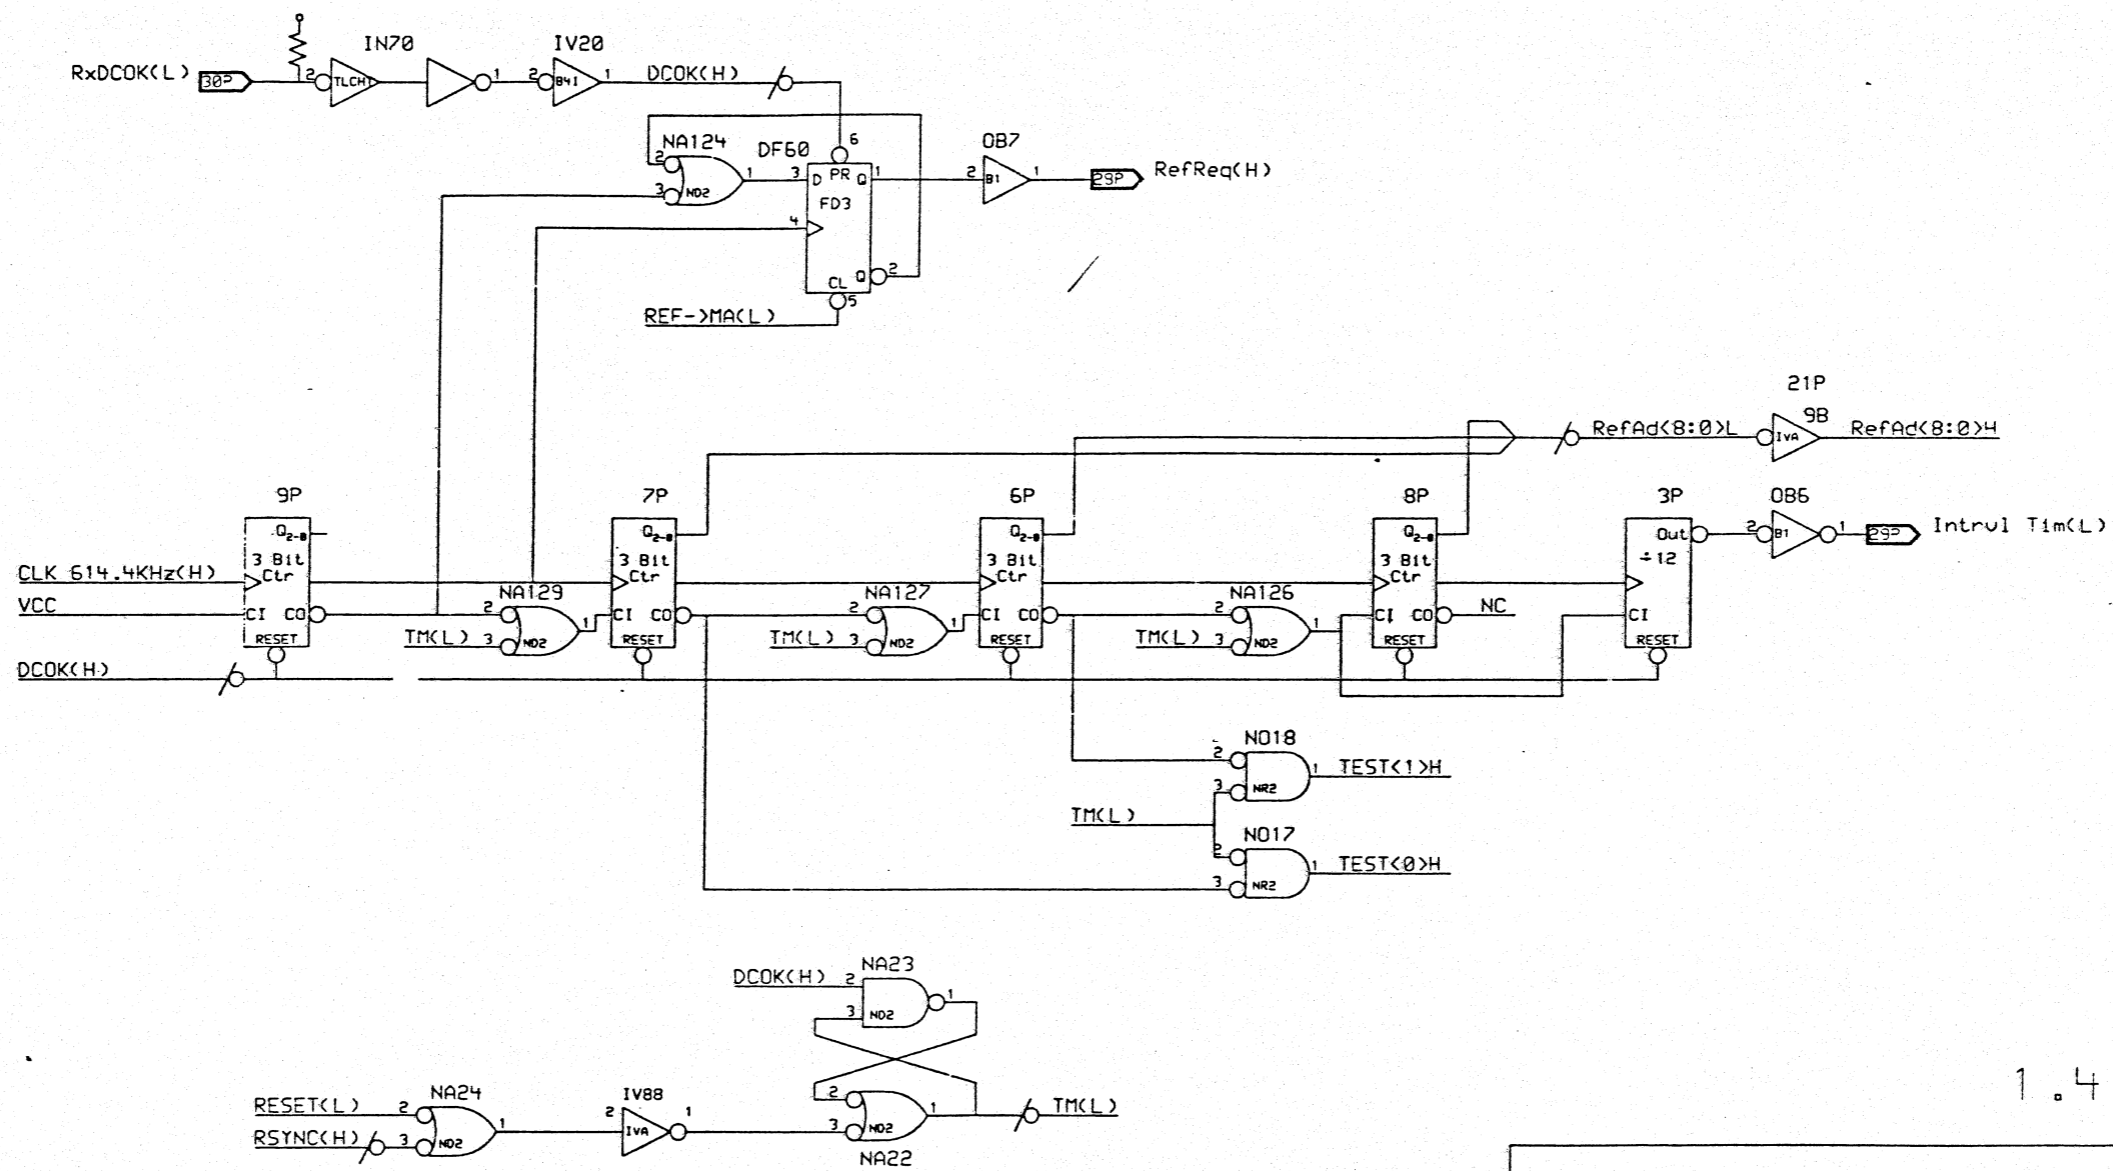 IN70 IV20
RxDCOK(L) 30P 2 TLCHT 1 2 B4I 1 DCOK(H)
NA124 DF60 6 OB7
2 3 ND2 1 3 D PR Q 1 2 B1 1 29P RefReq(H)
FD3
4
CL Q 2
5
REF->MA(L)
21P
9B
RefAd<8:0>L IVA RefAd<8:0>H
9P 7P 6P 8P 3P OB6
Q2-0 Q2-0 Q2-0 Q2-0 Out 2 B1 1 29P Intrvl Tim(L)
3 Bit 3 Bit 3 Bit 3 Bit ÷12
CLK 614.4KHz(H) Ctr Ctr Ctr Ctr
NA129 NA127 NA126
VCC CI CO 2 1 CI CO 2 1 CI CO 2 1 CI CO NC CI
TM(L) 3 ND2 TM(L) 3 ND2 TM(L) 3 ND2
RESET RESET RESET RESET RESET
DCOK(H)
NO18
2 3 NR2 1 TEST<1>H
TM(L)
NO17
2 3 NR2 1 TEST<0>H
NA23
DCOK(H) 2 1
3 ND2
1.4
NA24 IV88 2
RESET(L) 2 1 2 IVA 1 1 TM(L)
RSYNC(H) 3 ND2 3 ND2
NA22